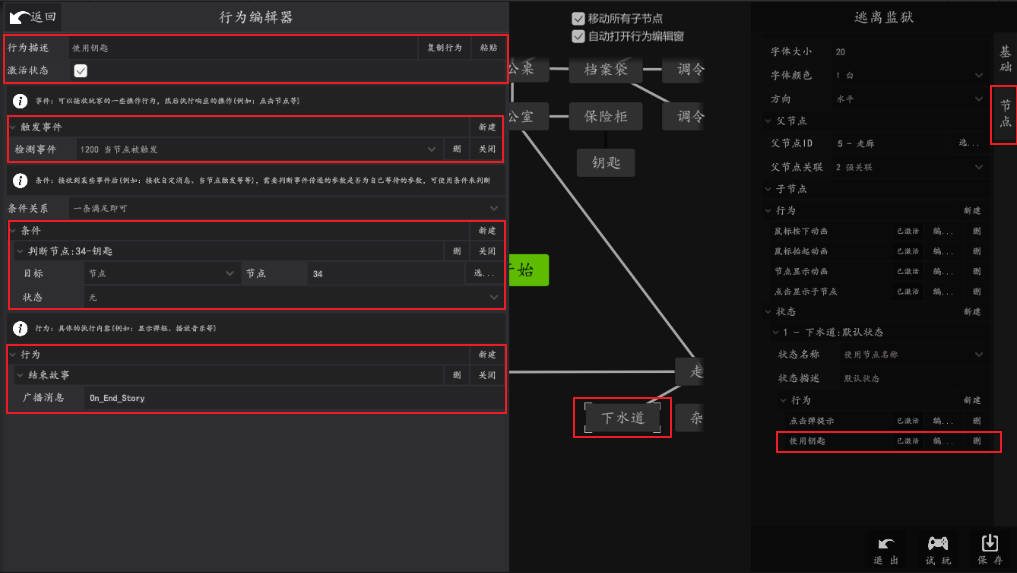 返回
行为编辑器
行为描述 使用钥匙 复制行为 粘贴
激活状态
事件: 可以接收玩家的一些操作行为, 然后执行响应的操作(例如: 点击节点等)
触发事件 新建
检测事件 1200 当节点被触发 删 关闭
条件: 接收到某些事件后(例如: 接收自定消息、当节点触发等等), 需要判断事件传递的参数是否为自己等待的参数, 可使用条件来判断
条件关系 一条满足即可
条件 新建
判断节点:34-钥匙 删 关闭
目标 节点 节点 34 选...
状态 无
行为: 具体的执行内容(例如: 显示弹框、播放音乐等)
行为 新建
结束故事 删 关闭
广播消息 On_End_Story
移动所有子节点
自动打开行为编辑窗
公桌 档案袋 调令
公室 保险柜 调令
钥匙
开始
走
下水道 杂
逃离监狱
字体大小 20
字体颜色 1 白
方向 水平
父节点
父节点ID 5 - 走廊 选...
父节点关联 2 强关联
子节点
行为 新建
鼠标按下动画 已激活 编... 删
鼠标抬起动画 已激活 编... 删
节点显示动画 已激活 编... 删
点击显示子节点 已激活 编... 删
状态 新建
1 - 下水道:默认状态
状态名称 使用节点名称
状态描述 默认状态
行为 新建
点击弹提示 已激活 编... 删
使用钥匙 已激活 编... 删
基础
节点
退出 试玩 保存